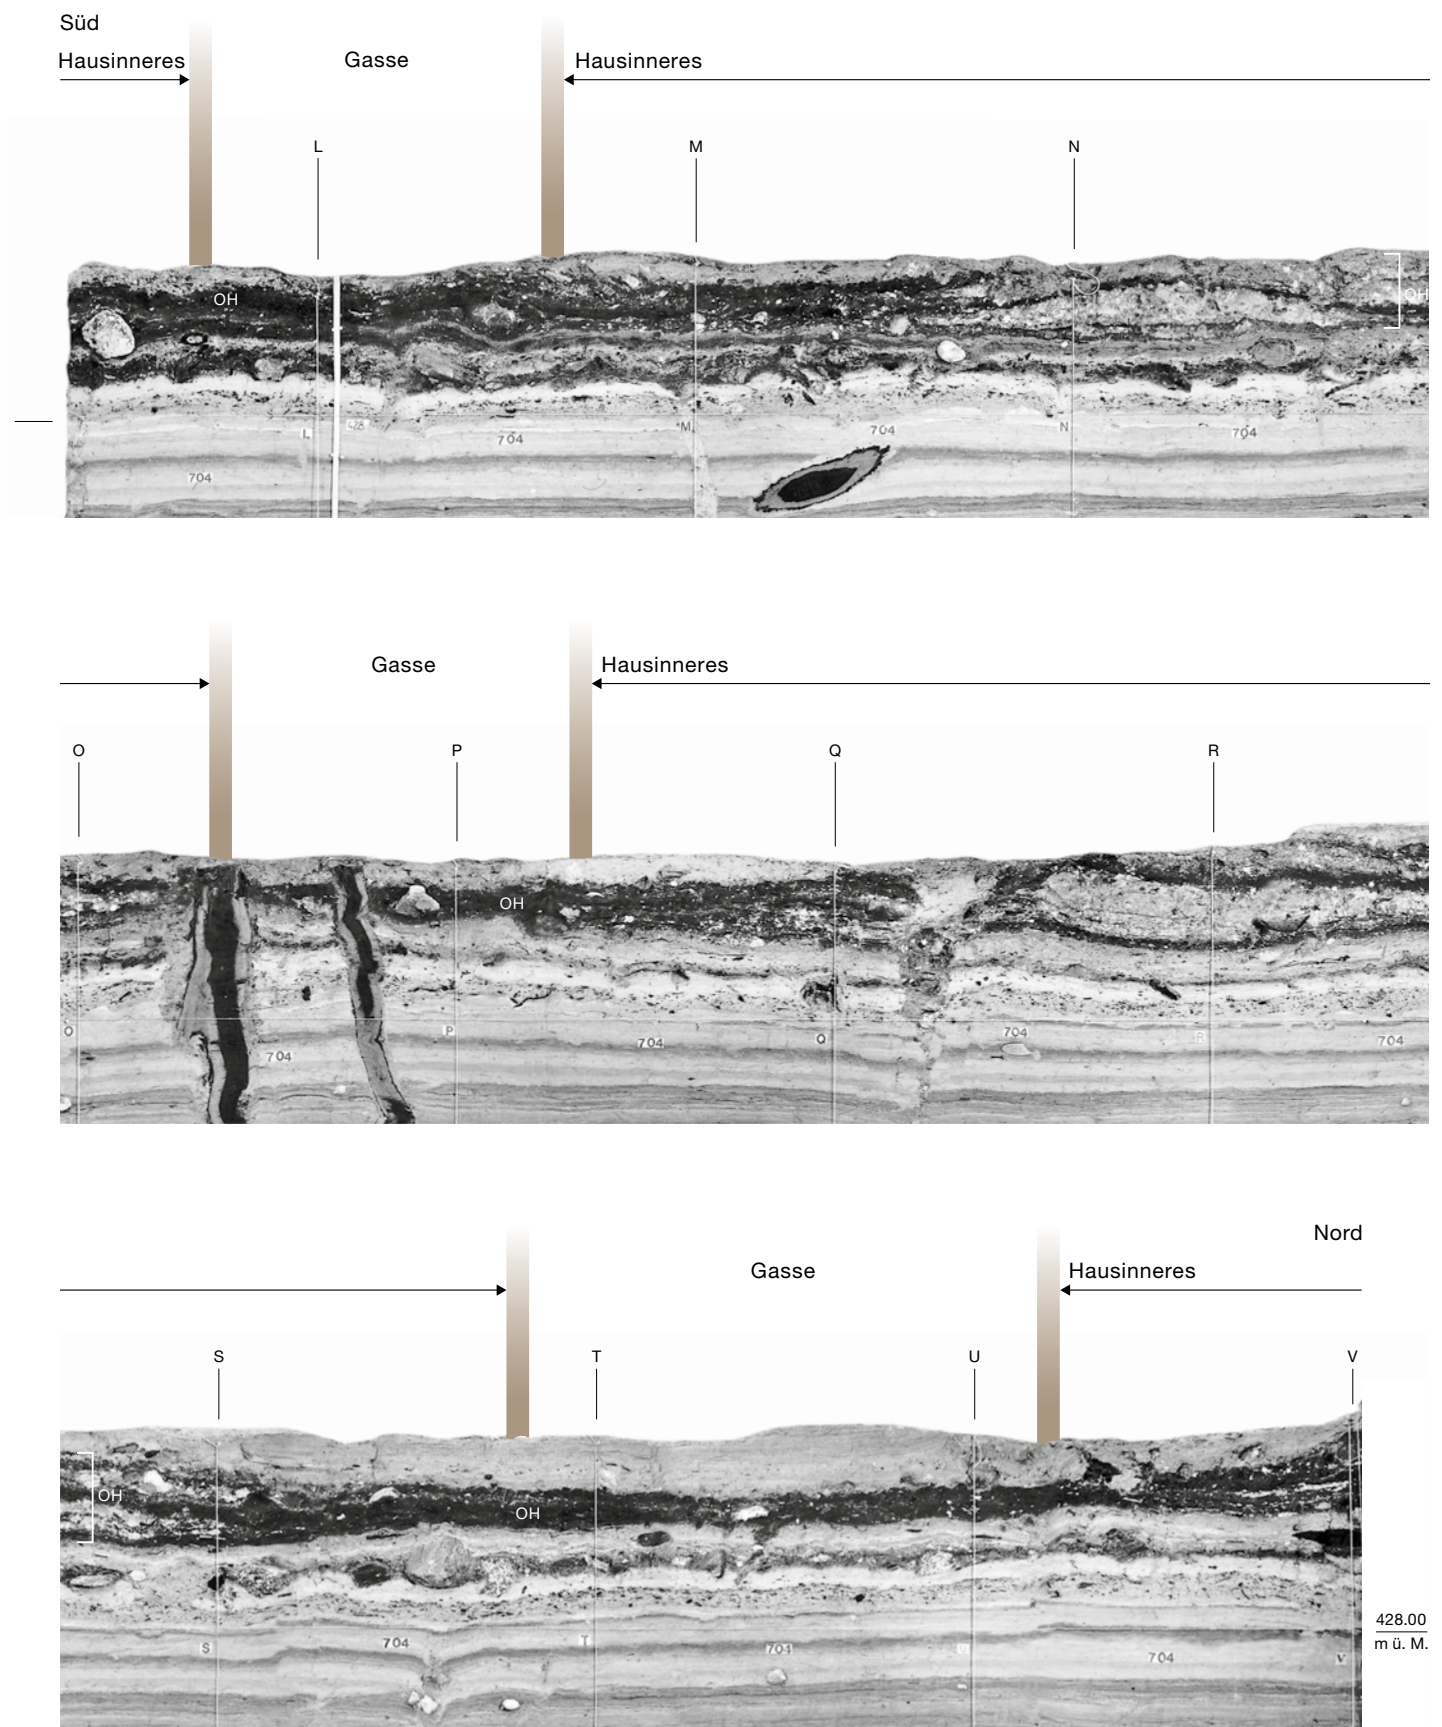 Süd
Hausinneres Gasse Hausinneres
L M N
OH
OH
L 428 704 M 704 N 704
704
Gasse Hausinneres
O P Q R
OH
O 704 P 704 Q 704 R 704
Nord
Gasse Hausinneres
S T U V
OH
OH
428.00
m ü. M.
S 704 T 704 U 704 V